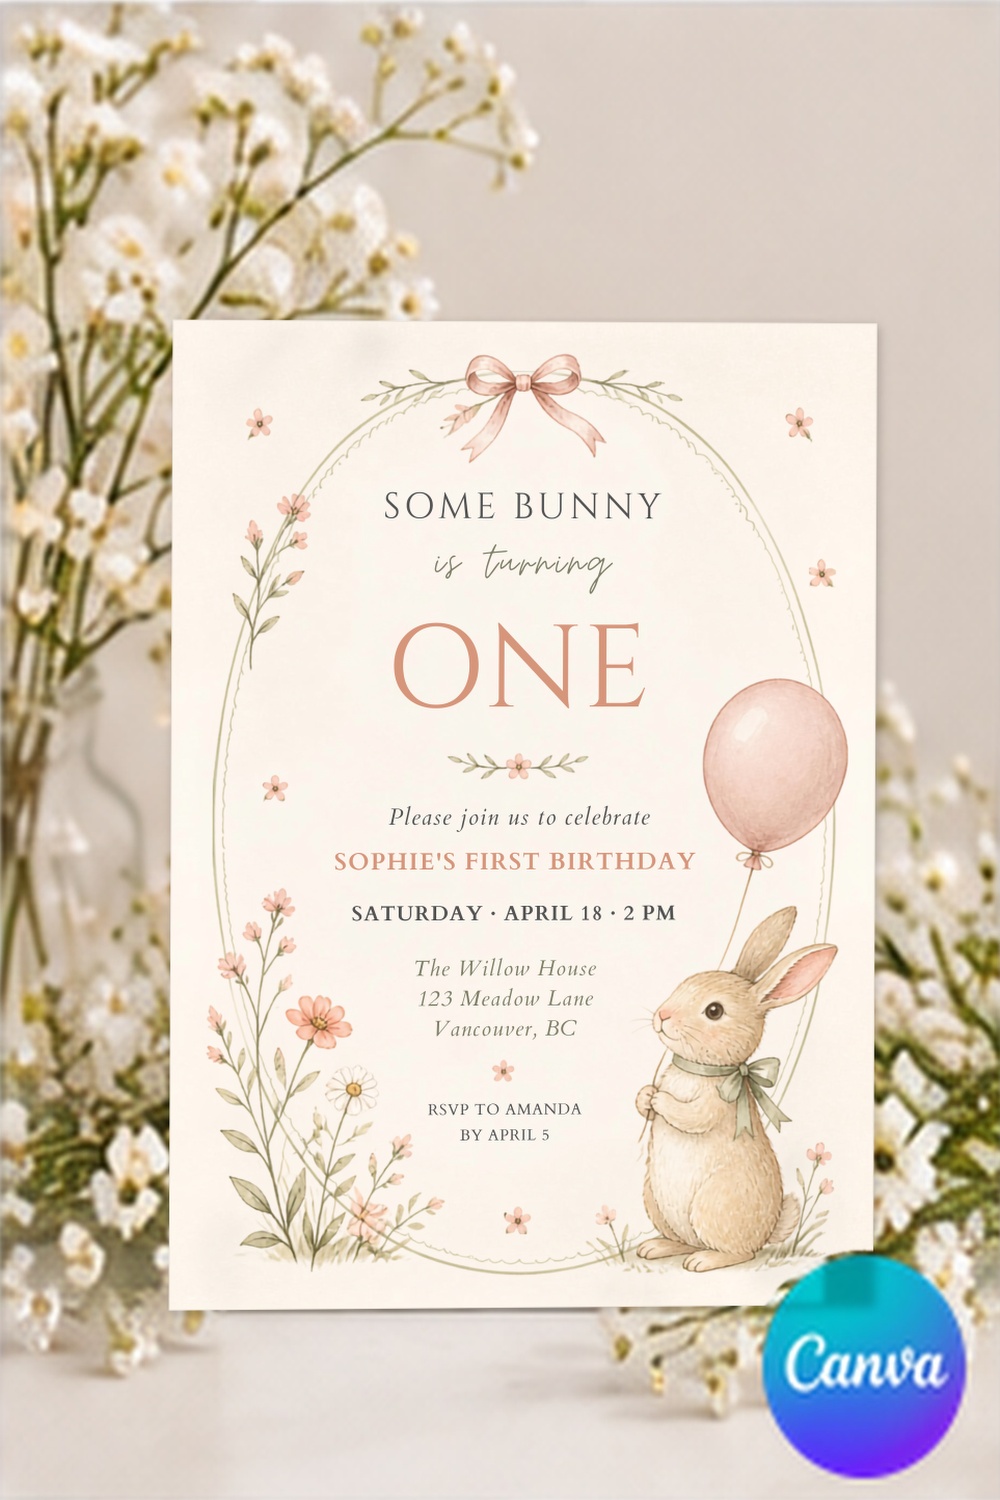 SOME BUNNY
is turning
ONE
Please join us to celebrate
SOPHIE'S FIRST BIRTHDAY
SATURDAY · APRIL 18 · 2 PM
The Willow House
123 Meadow Lane
Vancouver, BC
RSVP TO AMANDA
BY APRIL 5
Canva